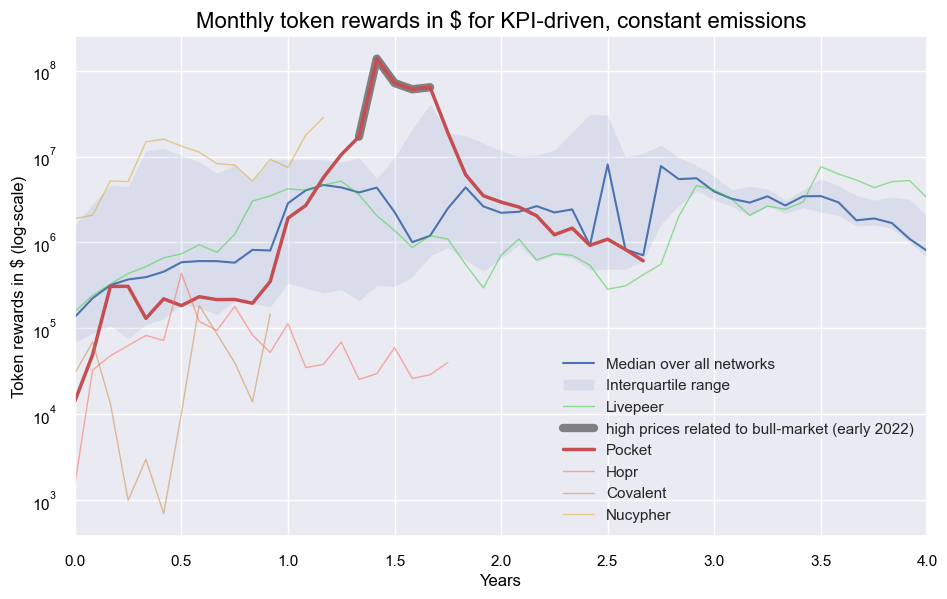 Monthly token rewards in $ for KPI-driven, constant emissions
Token rewards in $ (log-scale)
10^8
10^7
10^6
10^5
10^4
10^3
Median over all networks
Interquartile range
Livepeer
high prices related to bull-market (early 2022)
Pocket
Hopr
Covalent
Nucypher
0.0 0.5 1.0 1.5 2.0 2.5 3.0 3.5 4.0
Years